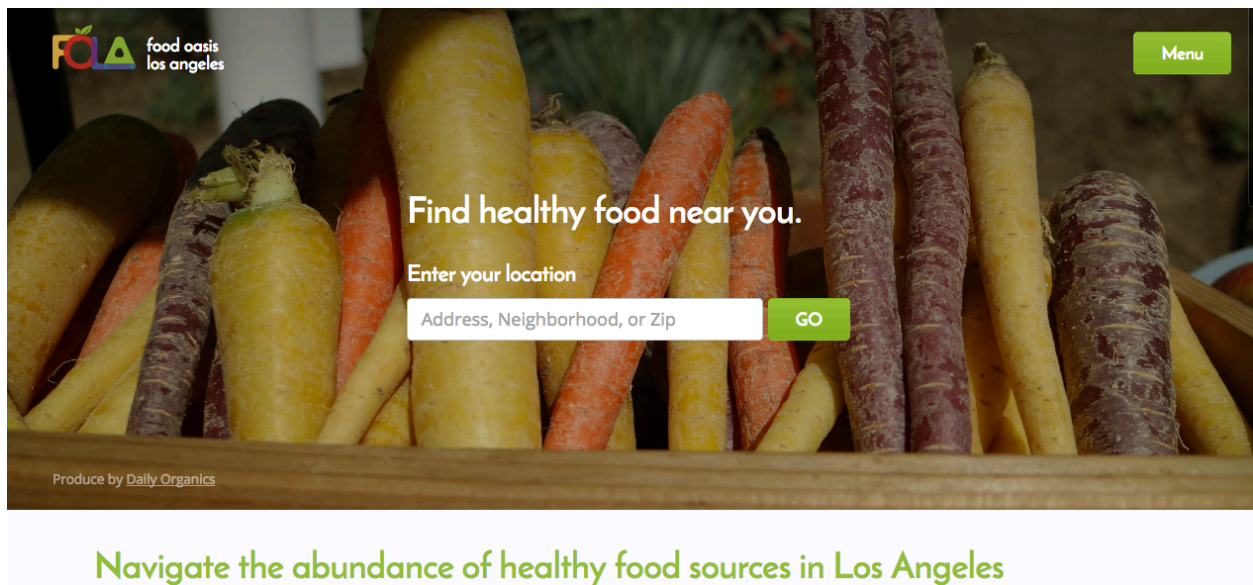 FOLA
food oasis
los angeles
Menu
Find healthy food near you.
Enter your location
Address, Neighborhood, or Zip
GO
Produce by Daily Organics
Navigate the abundance of healthy food sources in Los Angeles